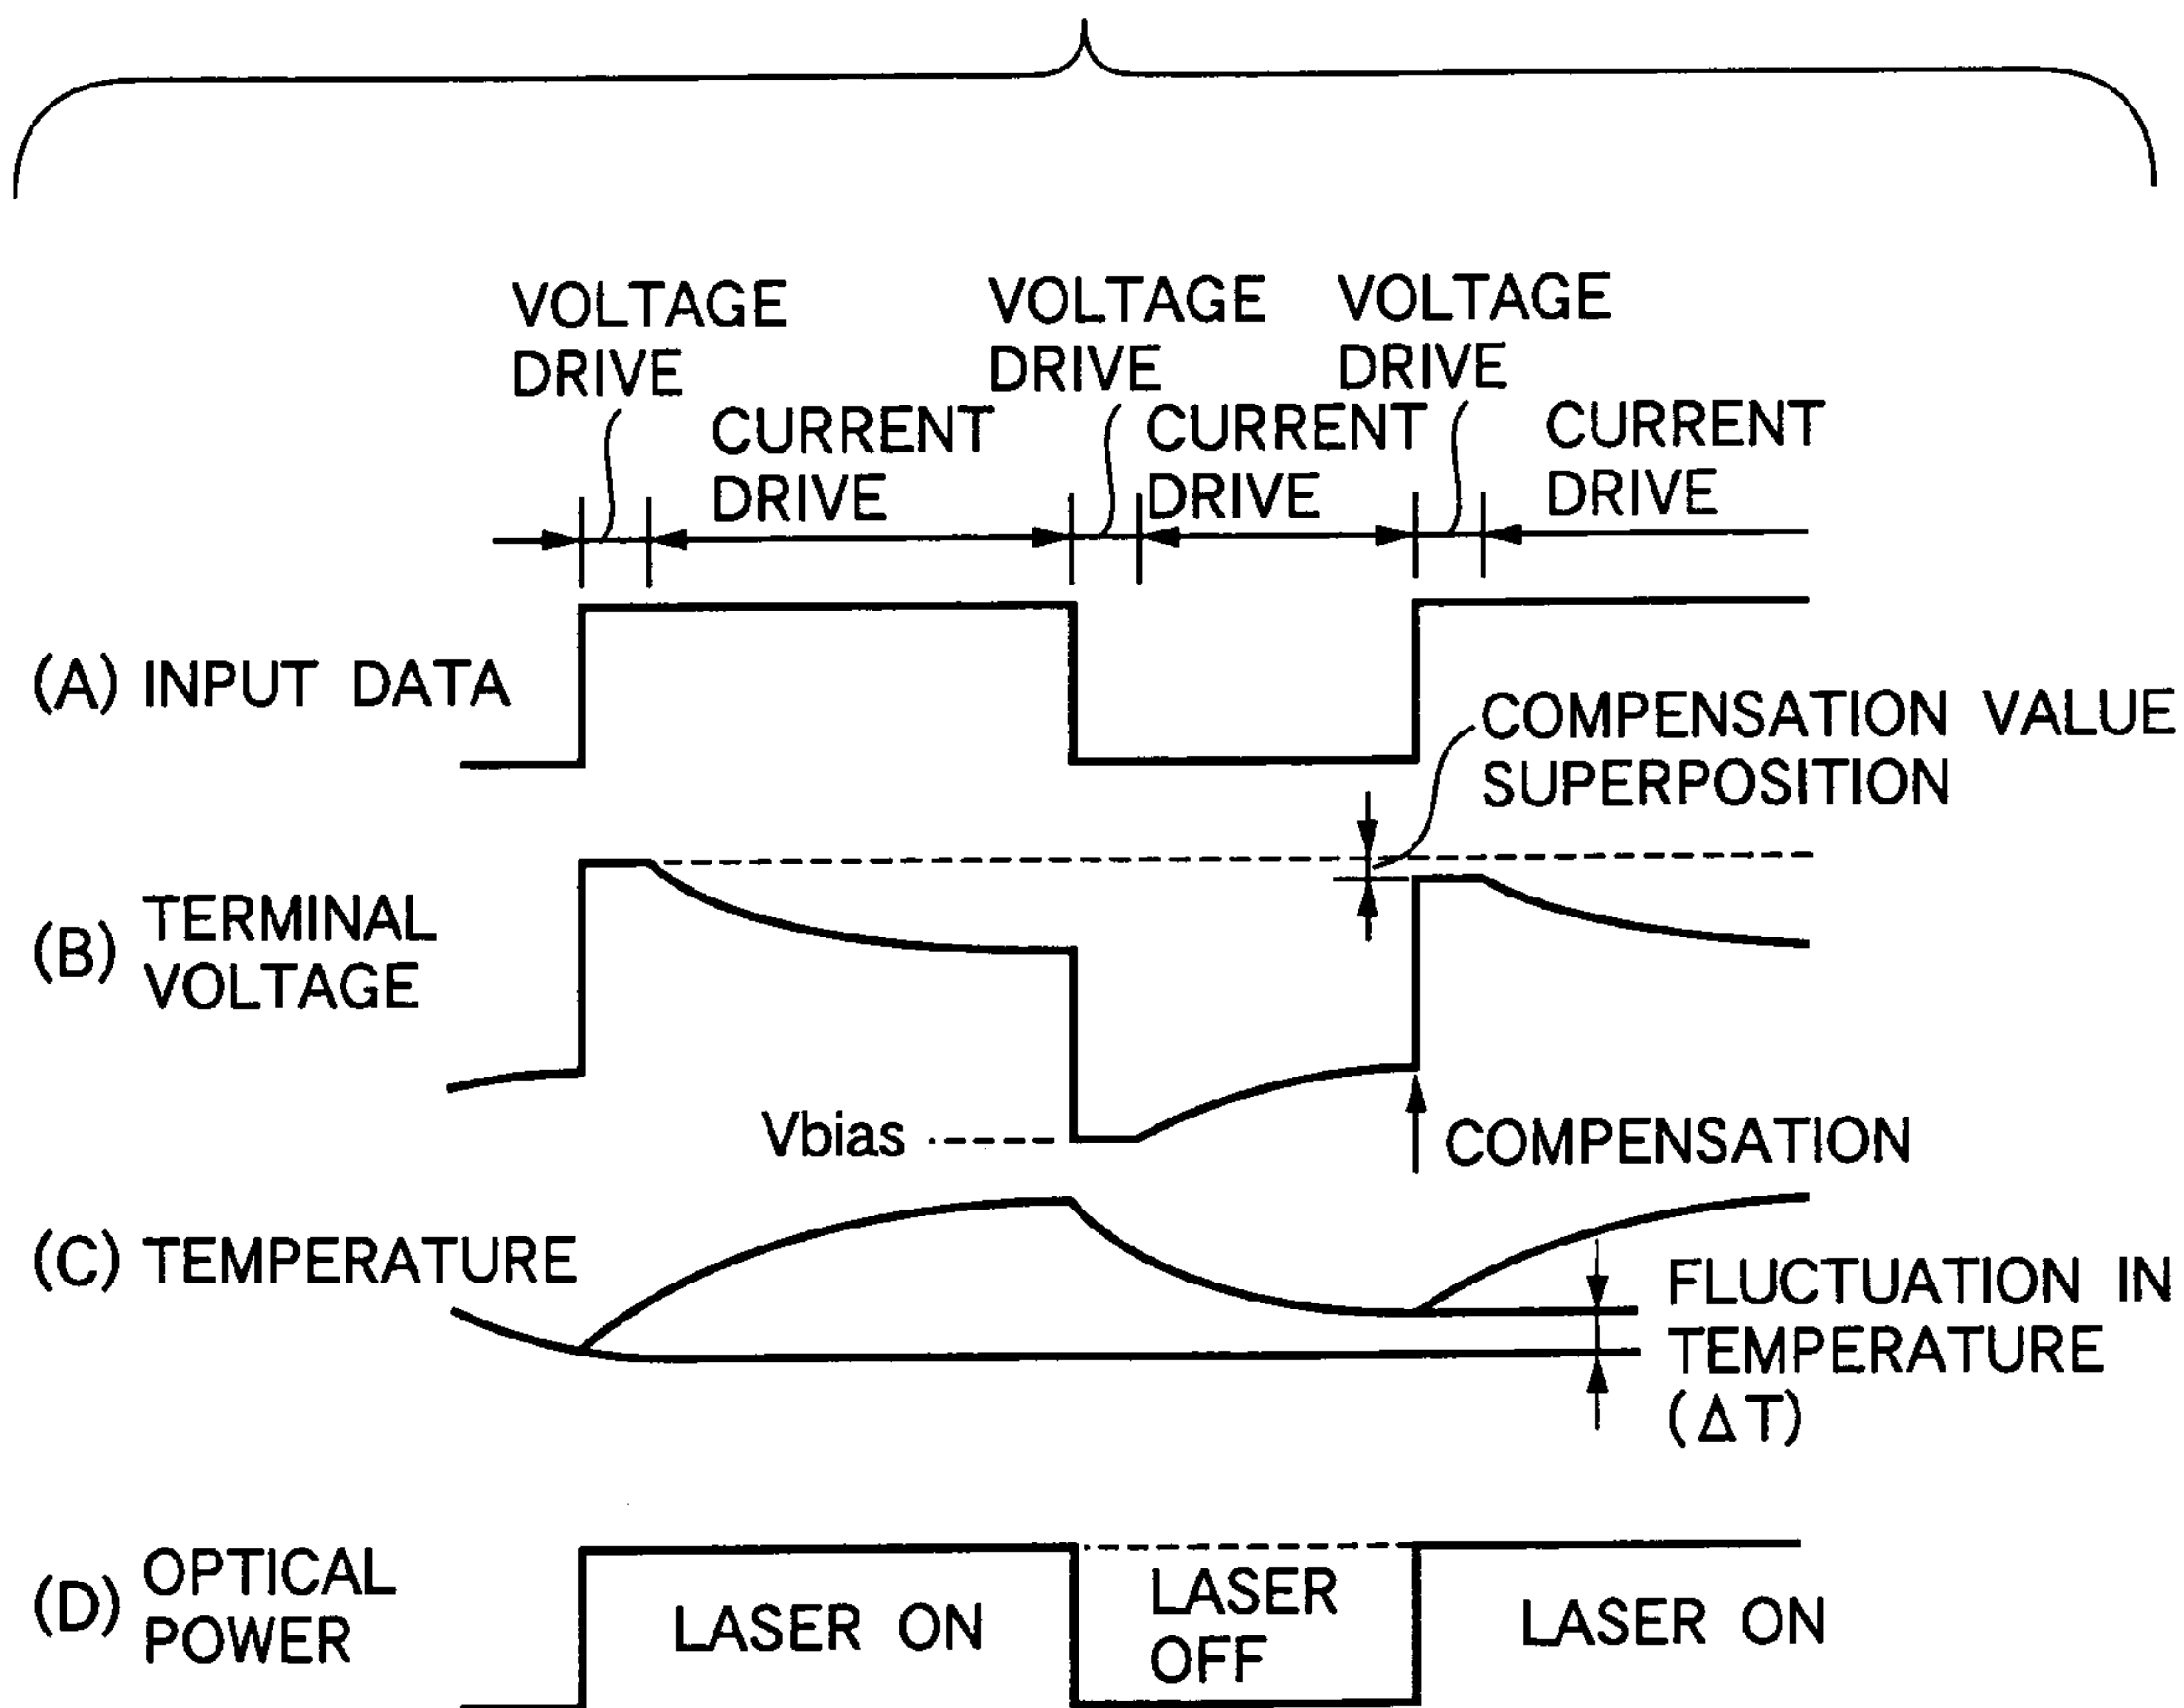 VOLTAGE
DRIVE
VOLTAGE
DRIVE
VOLTAGE
DRIVE
CURRENT
DRIVE
CURRENT
DRIVE
CURRENT
DRIVE
(A) INPUT DATA
COMPENSATION VALUE
SUPERPOSITION
(B) TERMINAL
VOLTAGE
Vbias
COMPENSATION
(C) TEMPERATURE
FLUCTUATION IN
TEMPERATURE
(ΔT)
(D) OPTICAL
POWER
LASER ON
LASER
OFF
LASER ON